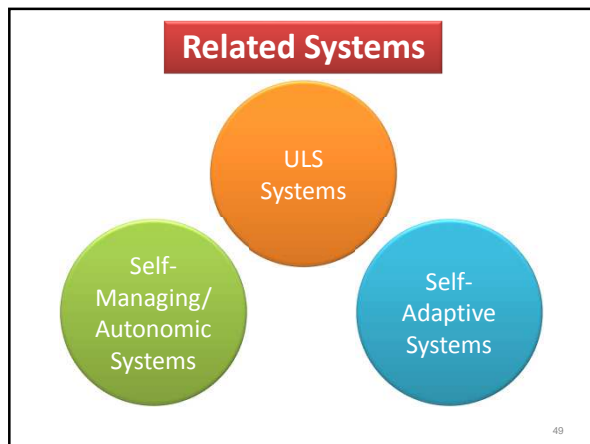 Related Systems
ULS
Systems
Self-
Managing/
Autonomic
Systems
Self-
Adaptive
Systems
49